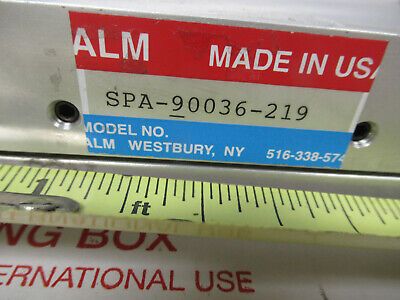 ALM MADE IN USA
SPA-90036-219
MODEL NO.
ALM WESTBURY, NY 516-338-574
1 ft
NG BOX
ERNATIONAL USE